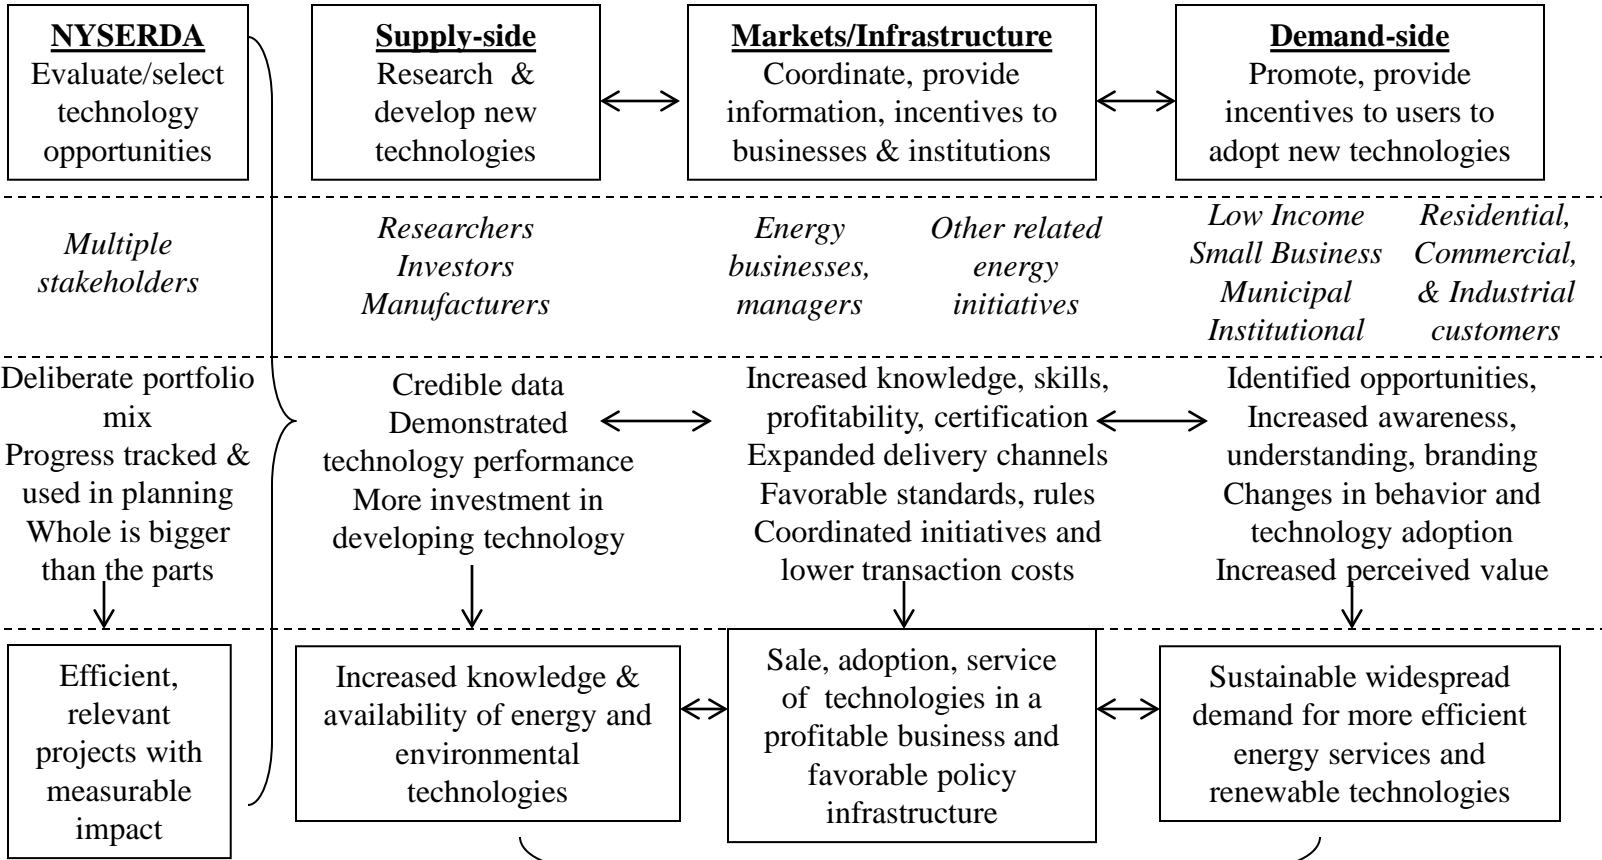 NYSERDA
Evaluate/select
technology
opportunities
Supply-side
Research &
develop new
technologies
Markets/Infrastructure
Coordinate, provide
information, incentives to
businesses & institutions
Demand-side
Promote, provide
incentives to users to
adopt new technologies
Multiple
stakeholders
Researchers
Investors
Manufacturers
Energy
businesses,
managers
Other related
energy
initiatives
Low Income
Small Business
Municipal
Institutional
Residential,
Commercial,
& Industrial
customers
Deliberate portfolio
mix
Progress tracked &
used in planning
Whole is bigger
than the parts
Credible data
Demonstrated
technology performance
More investment in
developing technology
Increased knowledge, skills,
profitability, certification
Expanded delivery channels
Favorable standards, rules
Coordinated initiatives and
lower transaction costs
Identified opportunities,
Increased awareness,
understanding, branding
Changes in behavior and
technology adoption
Increased perceived value
Efficient,
relevant
projects with
measurable
impact
Increased knowledge &
availability of energy and
environmental
technologies
Sale, adoption, service
of technologies in a
profitable business and
favorable policy
infrastructure
Sustainable widespread
demand for more efficient
energy services and
renewable technologies